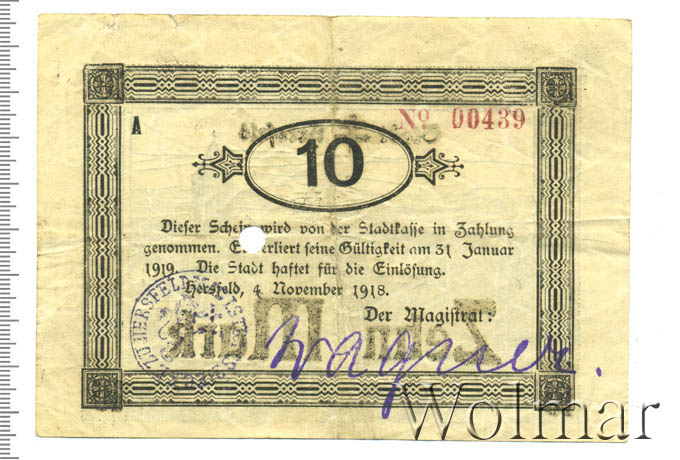 A
Nº 00439
10
Dieser Schein wird von der Stadtkasse in Zahlung
genommen. Er verliert seine Gültigkeit am 31 Januar
1919. Die Stadt haftet für die Einlösung.
Hersfeld, 4 November 1918.
Der Magistrat:
Wagner.
Wolmar